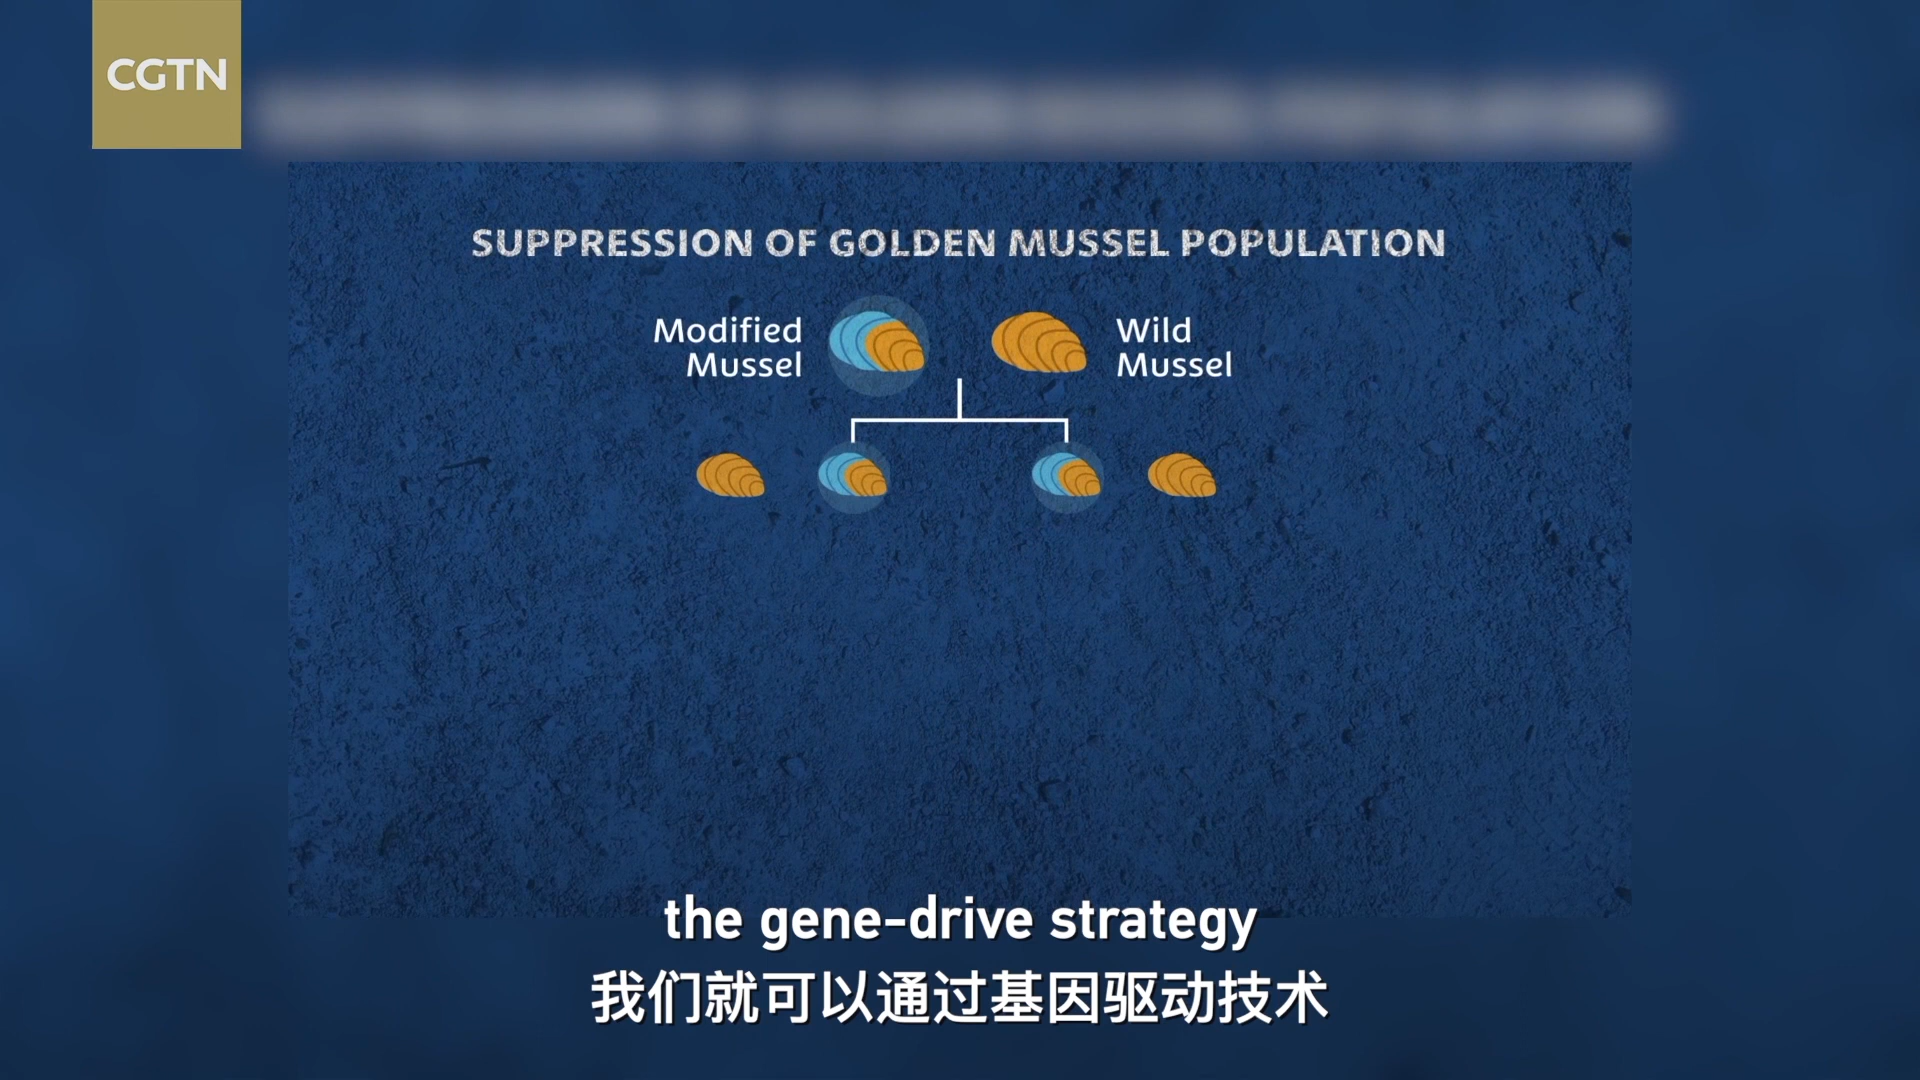 CGTN
SUPPRESSION OF GOLDEN MUSSEL POPULATION
Modified
Mussel
Wild
Mussel
the gene-drive strategy
我们就可以通过基因驱动技术